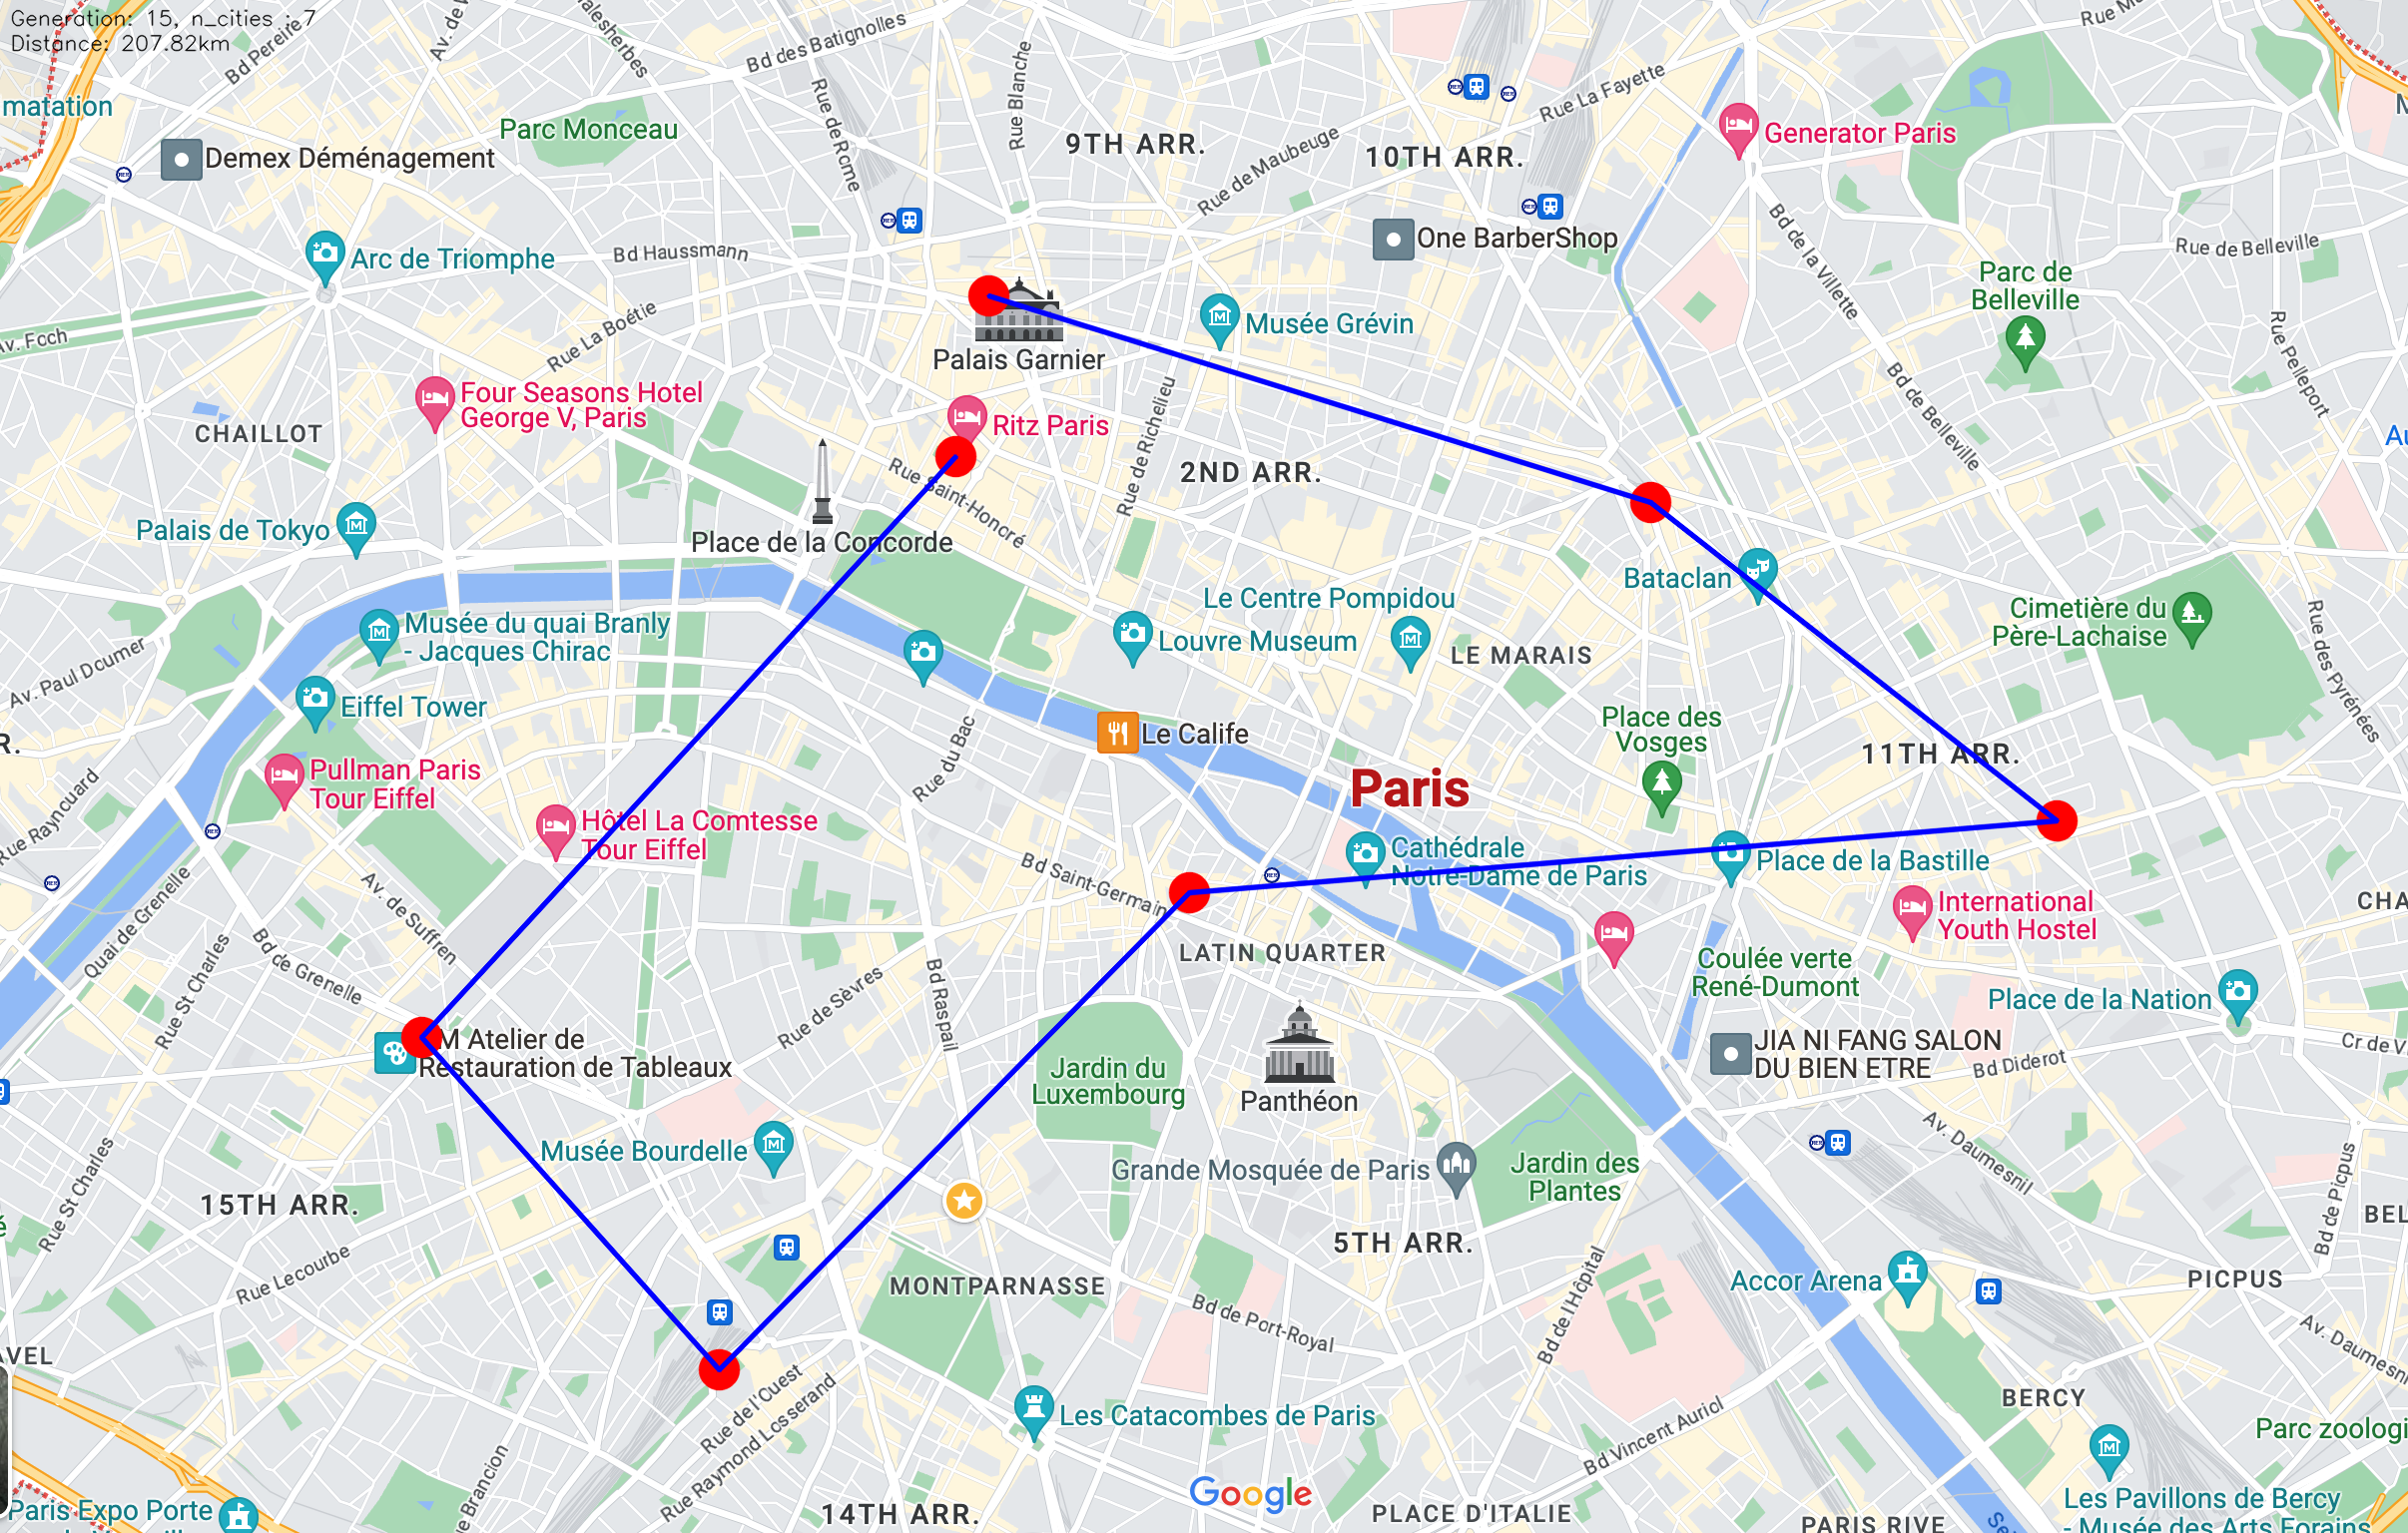 Generation: 15, n_cities : 7
Distance: 207.82km
Bd Pereire
Bd des Batignolles
Rue de Rome
Rue Blanche
Rue La Fayette
matation
Parc Monceau
9TH ARR.
10TH ARR.
Rue de Maubeuge
Generator Paris
Demex Déménagement
Arc de Triomphe
Bd Haussmann
One BarberShop
Bd de la Villette
Rue de Belleville
Parc de
Belleville
Av. Foch
Rue La Boétie
Musée Grévin
Palais Garnier
Rue Pelleport
Four Seasons Hotel
George V, Paris
CHAILLOT
Ritz Paris
Rue de Richelieu
2ND ARR.
Bd de Belleville
Rue Saint-Honoré
Palais de Tokyo
Place de la Concorde
Bataclan
Le Centre Pompidou
Louvre Museum
LE MARAIS
Cimetière du
Père-Lachaise
Rue des Pyrénées
Musée du quai Branly
- Jacques Chirac
Av. Paul Doumer
Eiffel Tower
Rue du Bac
Le Calife
Place des
Vosges
11TH ARR.
R.
Pullman Paris
Tour Eiffel
Paris
Rue Raynouard
Hôtel La Comtesse
Tour Eiffel
Cathédrale
Notre-Dame de Paris
Place de la Bastille
Bd Saint-Germain
Av. de Suffren
Quai de Grenelle
International
Youth Hostel
CHA
LATIN QUARTER
Bd de Grenelle
Rue St Charles
Rue de Sèvres
Bd Raspail
Coulée verte
René-Dumont
Place de la Nation
M Atelier de
Restauration de Tableaux
Jardin du
Luxembourg
Panthéon
JIA NI FANG SALON
DU BIEN ETRE
Bd Diderot
Cr de V
Musée Bourdelle
Grande Mosquée de Paris
Jardin des
Plantes
Av. Daumesnil
Rue St Charles
15TH ARR.
5TH ARR.
Bd de Picpus
BEL
Rue Lecourbe
MONTPARNASSE
Bd de Port-Royal
Bd de l'Hôpital
Accor Arena
PICPUS
Av. Daumesni
AVEL
Rue de l'Ouest
Rue Raymond Losserand
Les Catacombes de Paris
Bd Vincent Auriol
BERCY
Parc zoologi
Paris Expo Porte
e Brancion
14TH ARR.
Google
PLACE D'ITALIE
PARIS RIVE
Les Pavillons de Bercy
- Musée des Arts Forains